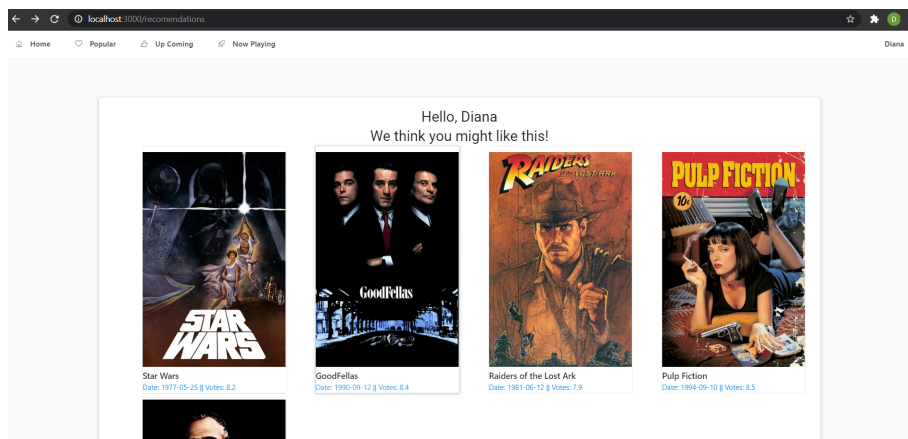 localhost:3000/recomendations
D
Home Popular Up Coming Now Playing Diana
Hello, Diana
We think you might like this!
STAR WARS
GoodFellas
RAIDERS
OF THE LOST ARK
PULP FICTION
10¢
Star Wars GoodFellas Raiders of the Lost Ark Pulp Fiction
Date: 1977-05-25 || Votes: 8.2 Date: 1990-09-12 || Votes: 8.4 Date: 1981-06-12 || Votes: 7.9 Date: 1994-09-10 || Votes: 8.5